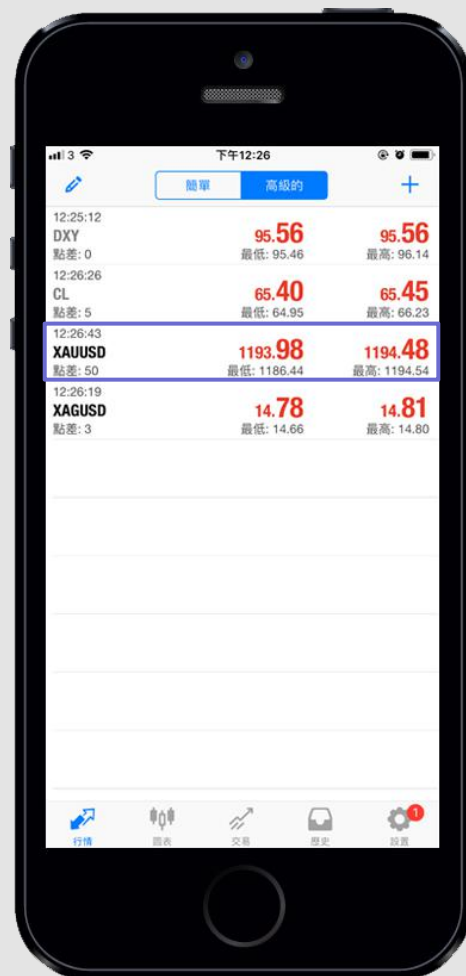 3 下午12:26
簡單 高級的
12:25:12
DXY 95.56 95.56
點差: 0 最低: 95.46 最高: 96.14
12:26:26
CL 65.40 65.45
點差: 5 最低: 64.95 最高: 66.23
12:26:43
XAUUSD 1193.98 1194.48
點差: 50 最低: 1186.44 最高: 1194.54
12:26:19
XAGUSD 14.78 14.81
點差: 3 最低: 14.66 最高: 14.80
1
行情 圖表 交易 歷史 設置